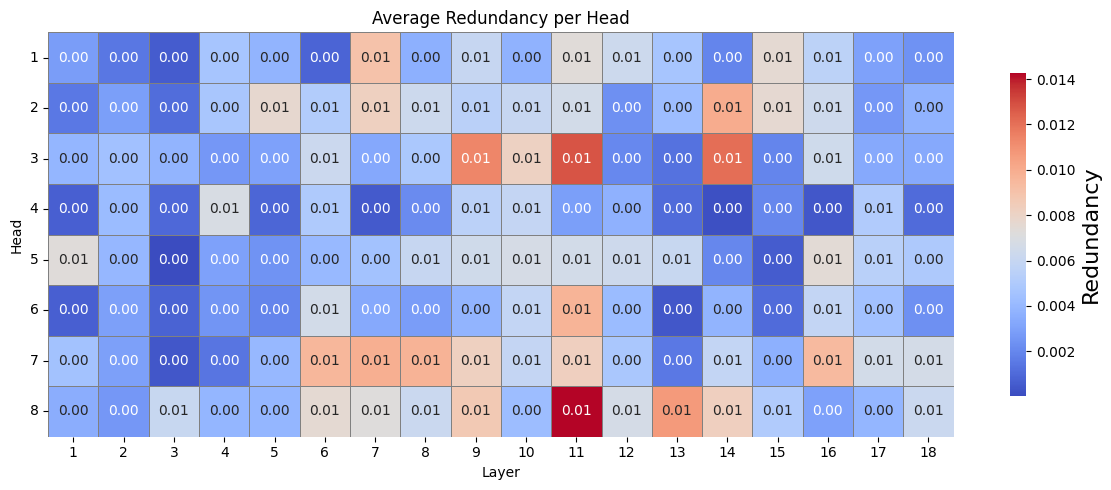 Average Redundancy per Head
1 0.00 0.00 0.00 0.00 0.00 0.00 0.01 0.00 0.01 0.00 0.01 0.01 0.00 0.00 0.01 0.01 0.00 0.00
0.014
2 0.00 0.00 0.00 0.00 0.01 0.01 0.01 0.01 0.01 0.01 0.01 0.00 0.00 0.01 0.01 0.01 0.00 0.00
0.012
3 0.00 0.00 0.00 0.00 0.00 0.01 0.00 0.00 0.01 0.01 0.01 0.00 0.00 0.01 0.00 0.01 0.00 0.00
0.010
4 0.00 0.00 0.00 0.01 0.00 0.01 0.00 0.00 0.01 0.01 0.00 0.00 0.00 0.00 0.00 0.00 0.01 0.00
0.008
Head
Redundancy
5 0.01 0.00 0.00 0.00 0.00 0.00 0.00 0.01 0.01 0.01 0.01 0.01 0.01 0.00 0.00 0.01 0.01 0.00
0.006
6 0.00 0.00 0.00 0.00 0.00 0.01 0.00 0.00 0.00 0.01 0.01 0.00 0.00 0.00 0.00 0.01 0.00 0.00
0.004
7 0.00 0.00 0.00 0.00 0.00 0.01 0.01 0.01 0.01 0.01 0.01 0.00 0.00 0.01 0.00 0.01 0.01 0.01
0.002
8 0.00 0.00 0.01 0.00 0.00 0.01 0.01 0.01 0.01 0.00 0.01 0.01 0.01 0.01 0.01 0.00 0.00 0.01
1 2 3 4 5 6 7 8 9 10 11 12 13 14 15 16 17 18
Layer